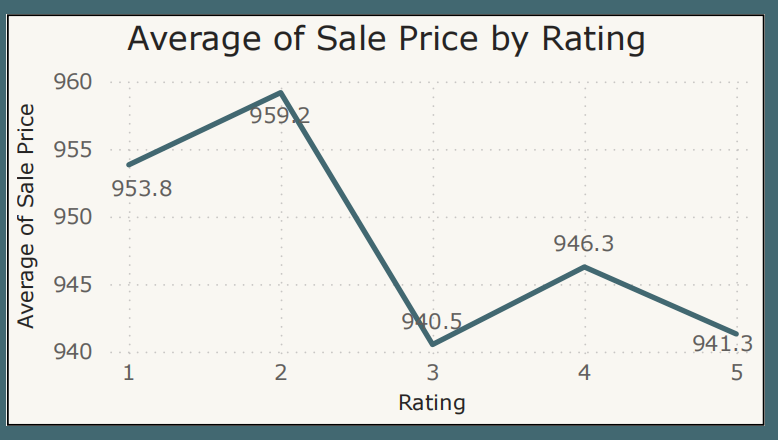 Average of Sale Price by Rating
Average of Sale Price
960
955
950
945
940
953.8
959.2
940.5
946.3
941.3
1 2 3 4 5
Rating